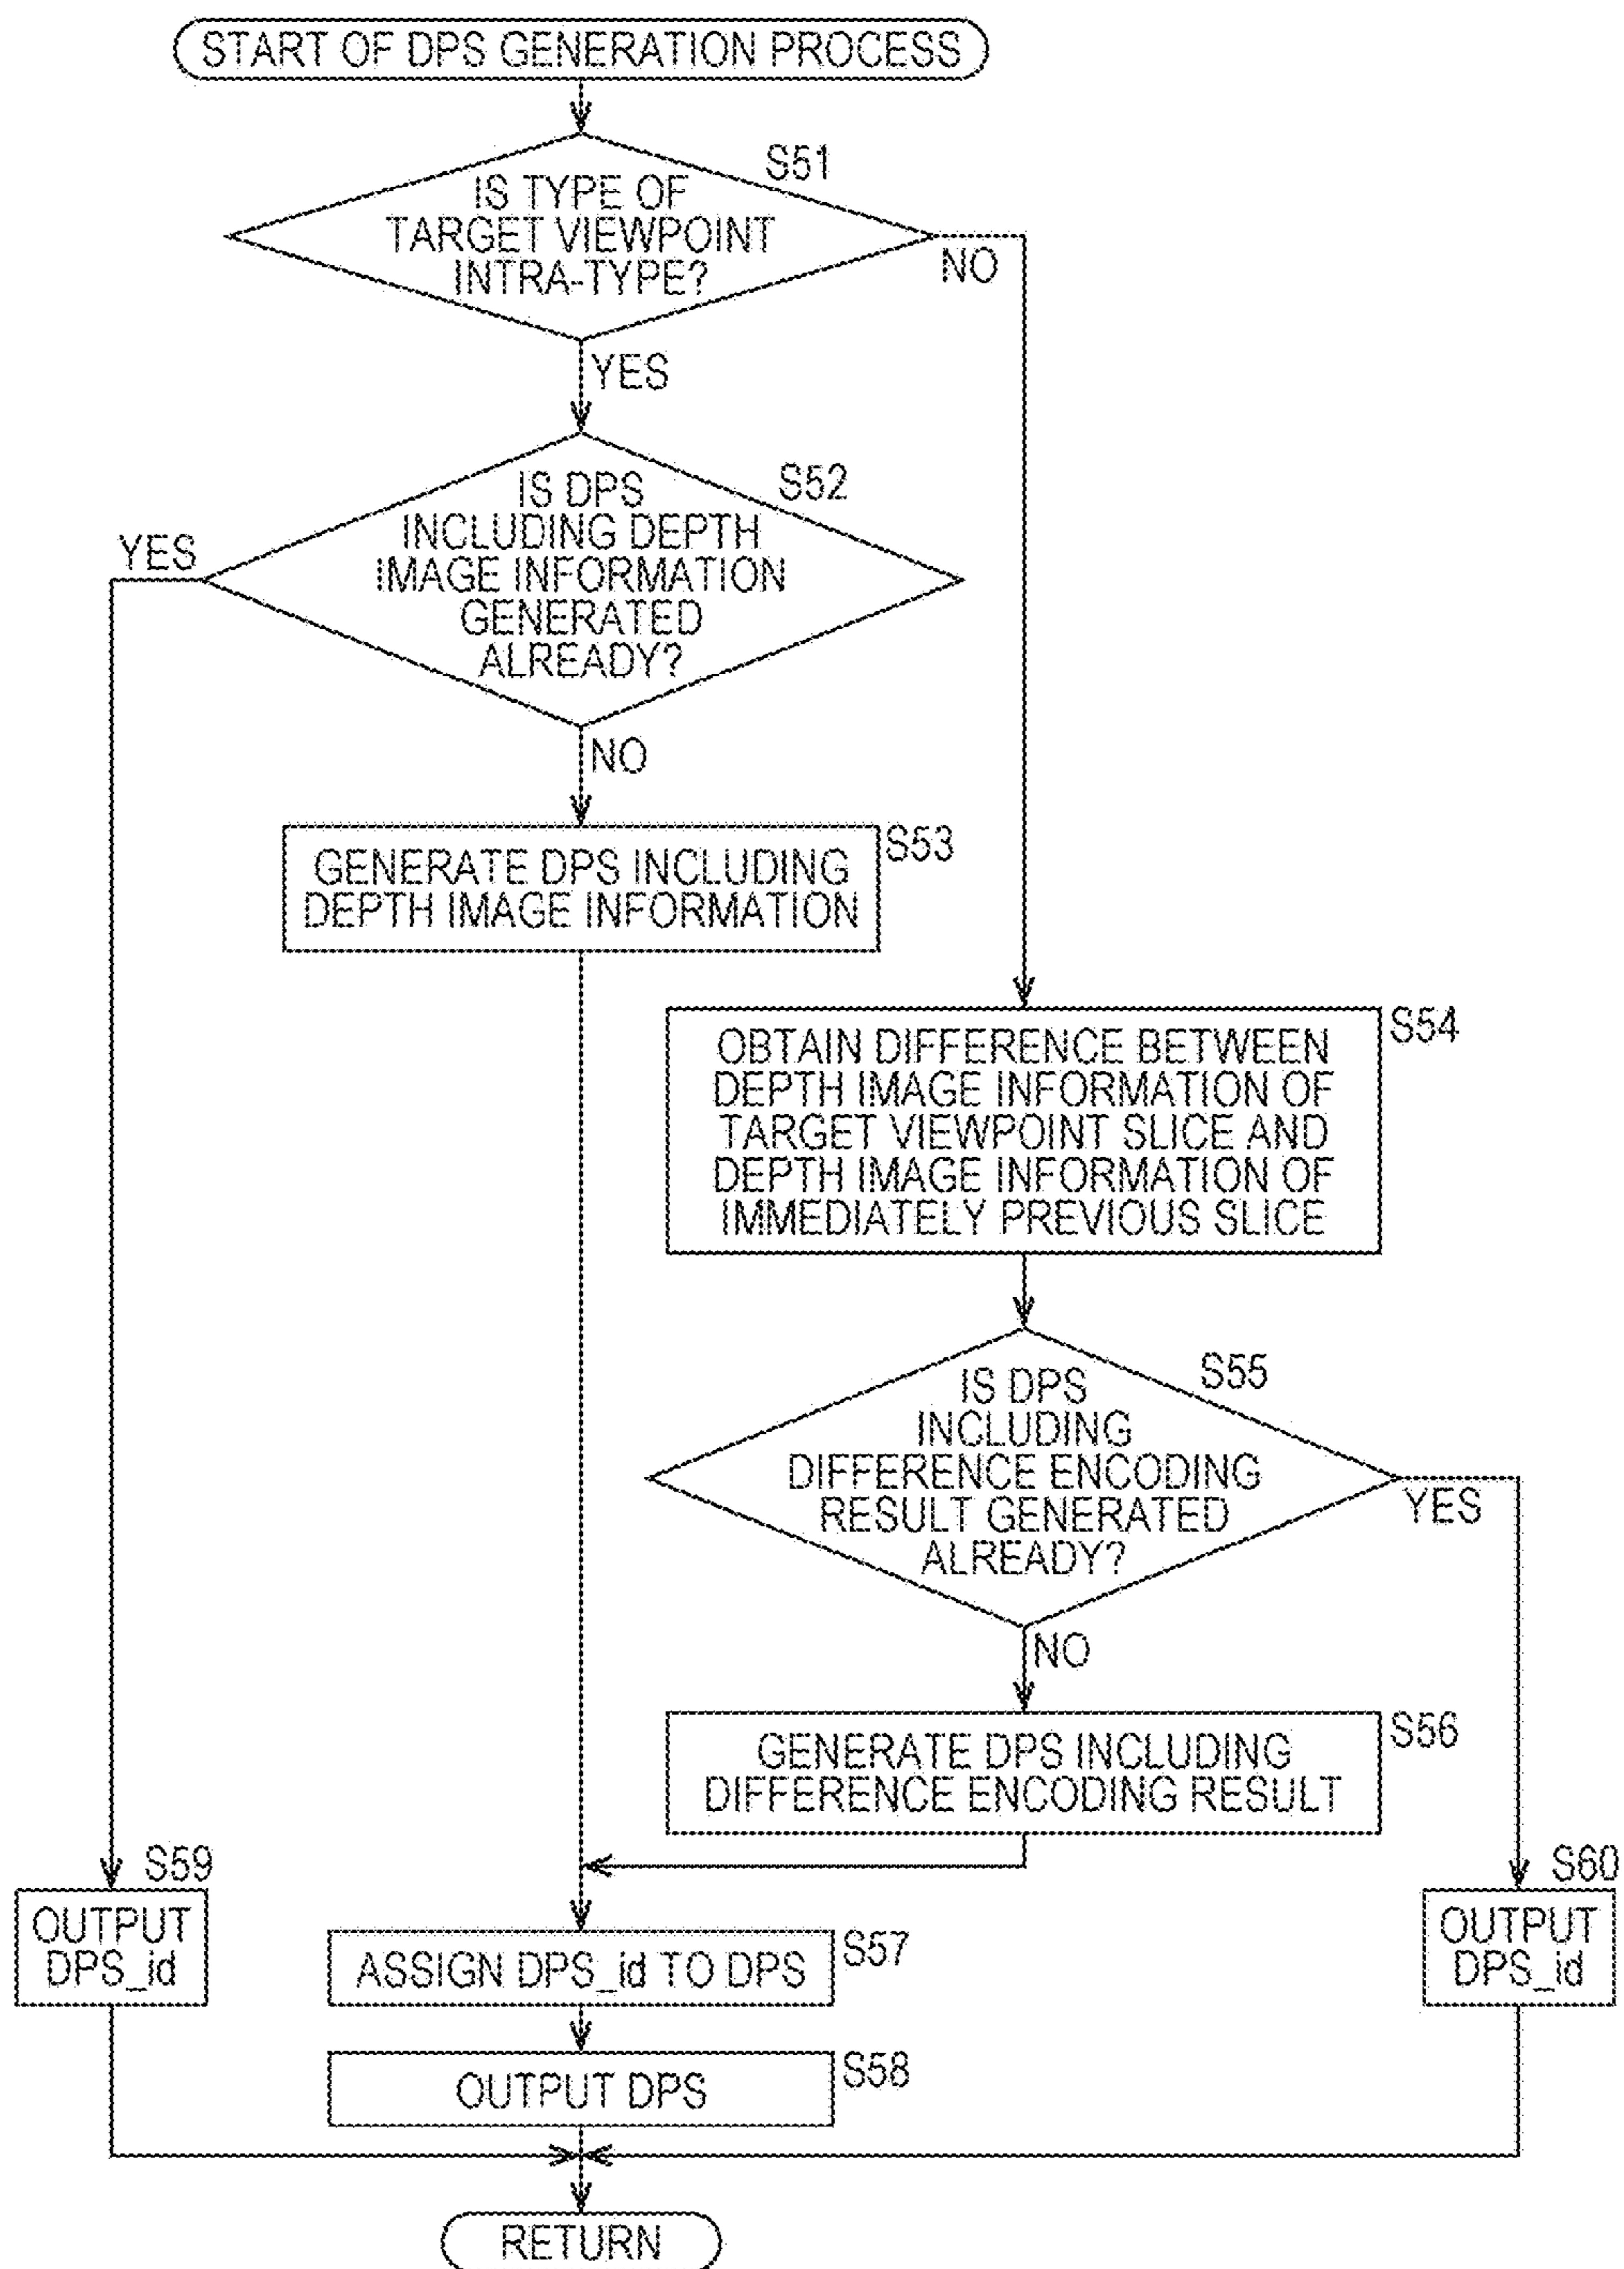 START OF DPS GENERATION PROCESS
S51
IS TYPE OF
TARGET VIEWPOINT
INTRA-TYPE?
NO
YES
S52
IS DPS
INCLUDING DEPTH
IMAGE INFORMATION
GENERATED
ALREADY?
YES
NO
S53
GENERATE DPS INCLUDING
DEPTH IMAGE INFORMATION
S54
OBTAIN DIFFERENCE BETWEEN
DEPTH IMAGE INFORMATION OF
TARGET VIEWPOINT SLICE AND
DEPTH IMAGE INFORMATION OF
IMMEDIATELY PREVIOUS SLICE
S55
IS DPS
INCLUDING
DIFFERENCE ENCODING
RESULT GENERATED
ALREADY?
YES
NO
S56
GENERATE DPS INCLUDING
DIFFERENCE ENCODING RESULT
S59
OUTPUT
DPS_id
S57
ASSIGN DPS_id TO DPS
S60
OUTPUT
DPS_id
S58
OUTPUT DPS
RETURN